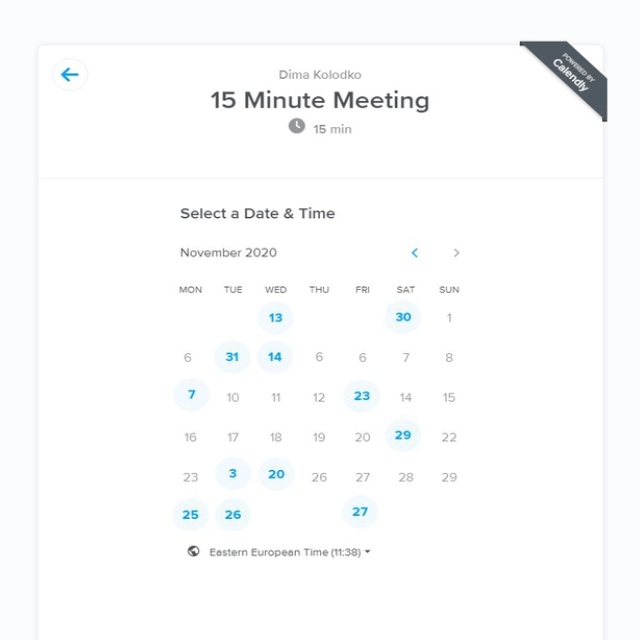 POWERED BY
Calendly
Dima Kolodko
15 Minute Meeting
15 min
Select a Date & Time
November 2020
MON TUE WED THU FRI SAT SUN
13 30 1
6 31 14 6 6 7 8
7 10 11 12 23 14 15
16 17 18 19 20 29 22
23 3 20 26 27 28 29
25 26 27
Eastern European Time (11:38)